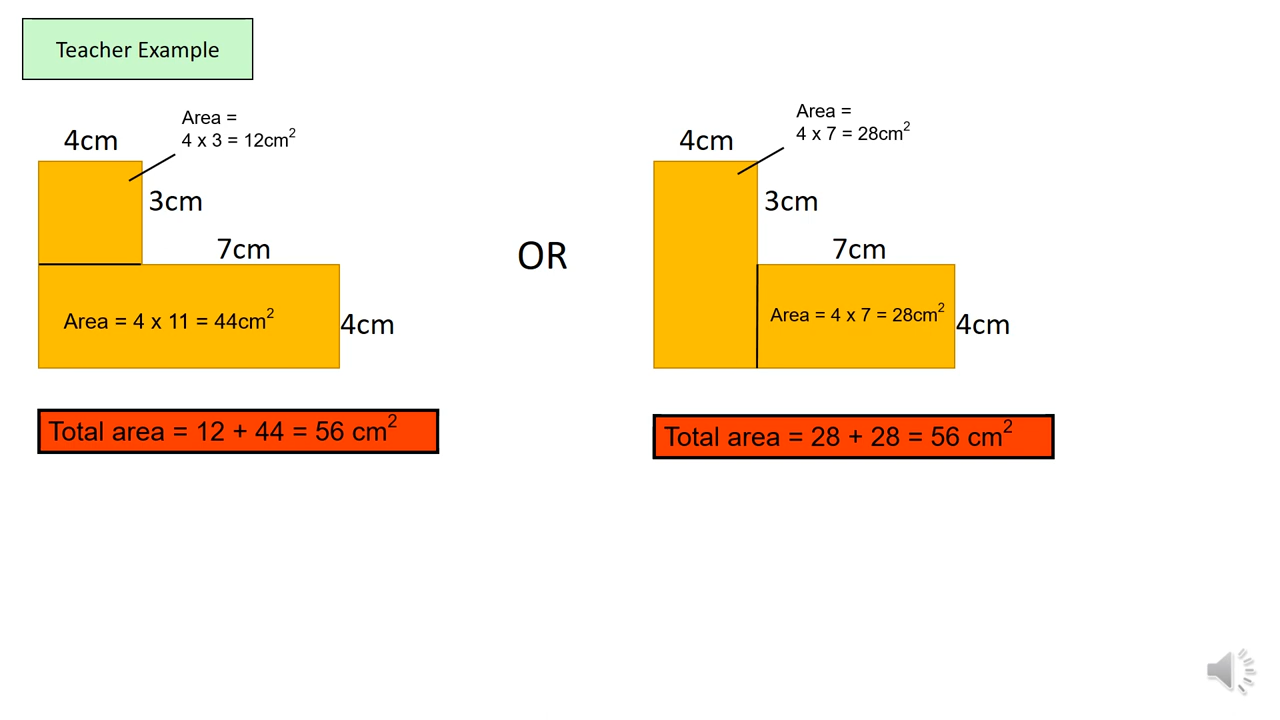 Teacher Example
Area =
4 x 3 = 12cm²
4cm
3cm
7cm
Area = 4 x 11 = 44cm²
4cm
Total area = 12 + 44 = 56 cm²
OR
Area =
4 x 7 = 28cm²
4cm
3cm
7cm
Area = 4 x 7 = 28cm²
4cm
Total area = 28 + 28 = 56 cm²